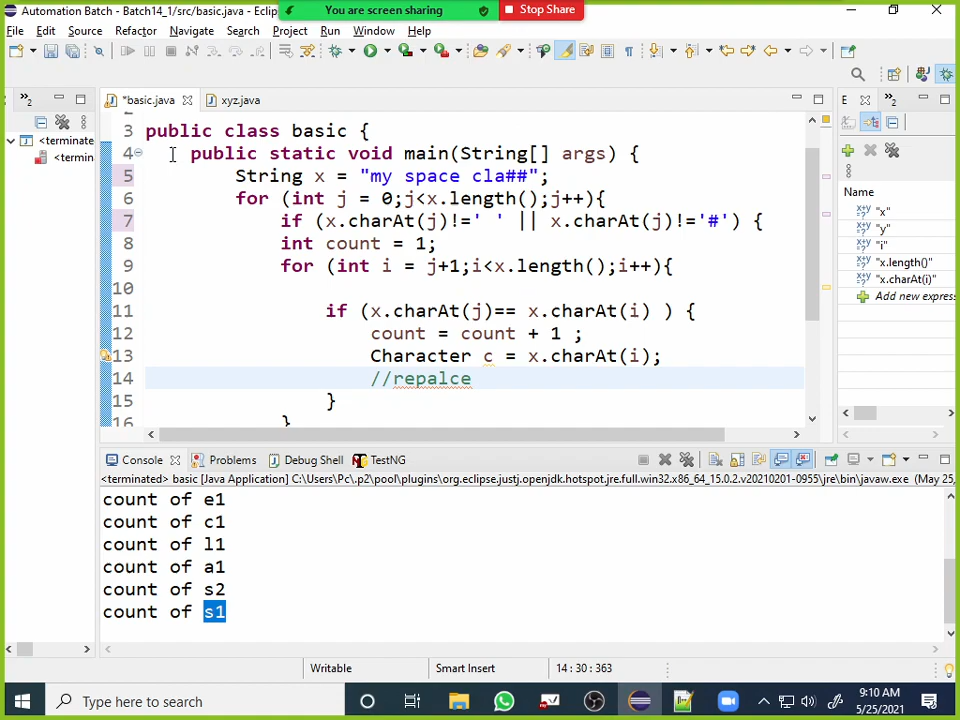 Automation Batch - Batch14_1/src/basic.java - Eclip
You are screen sharing
Stop Share
File Edit Source Refactor Navigate Search Project Run Window Help
*basic.java
xyz.java
3 public class basic {
4 public static void main(String[] args) {
5 String x = "my space cla##";
6 for (int j = 0;j<x.length();j++){
7 if (x.charAt(j)!=' ' || x.charAt(j)!='#') {
8 int count = 1;
9 for (int i = j+1;i<x.length();i++){
10
11 if (x.charAt(j)== x.charAt(i) ) {
12 count = count + 1 ;
13 Character c = x.charAt(i);
14 //repalce
15 }
16 }
<terminate
<termin
E
Name
"x"
"y"
"i"
"x.length()"
"x.charAt(i)"
Add new expres
Console Problems Debug Shell TestNG
<terminated> basic [Java Application] C:\Users\Pc\.p2\pool\plugins\org.eclipse.justj.openjdk.hotspot.jre.full.win32.x86_64_15.0.2.v20210201-0955\jre\bin\javaw.exe (May 25,
count of e1
count of c1
count of l1
count of a1
count of s2
count of s1
Writable Smart Insert 14 : 30 : 363
Type here to search
9:10 AM
5/25/2021